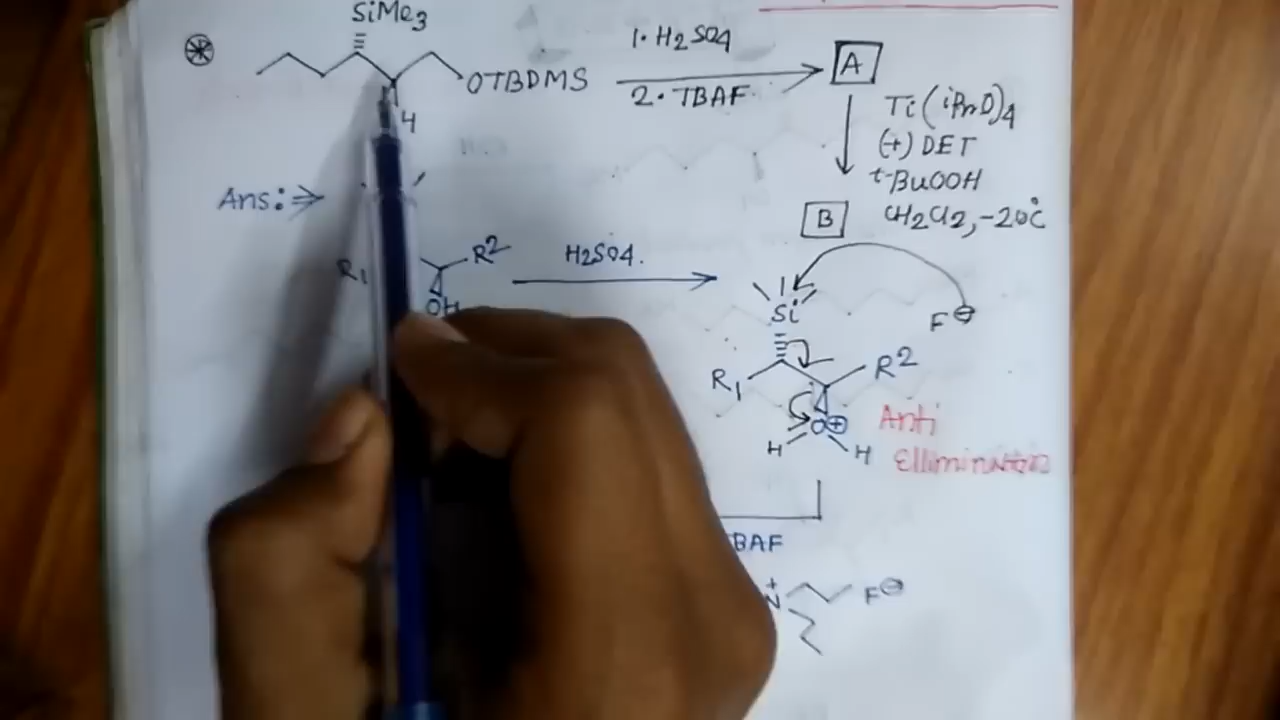 SiMe3
OTBDMS
1. H2SO4
2. TBAF
A
Ti(iPrO)4
(+) DET
t-BuOOH
CH2Cl2, -20°C
B
Ans:⇒
R1
R2
OH
H2SO4.
Si
F⊖
R1
R2
O⊕
H
H
Anti
Ellimination
BAF
N+
F⊖